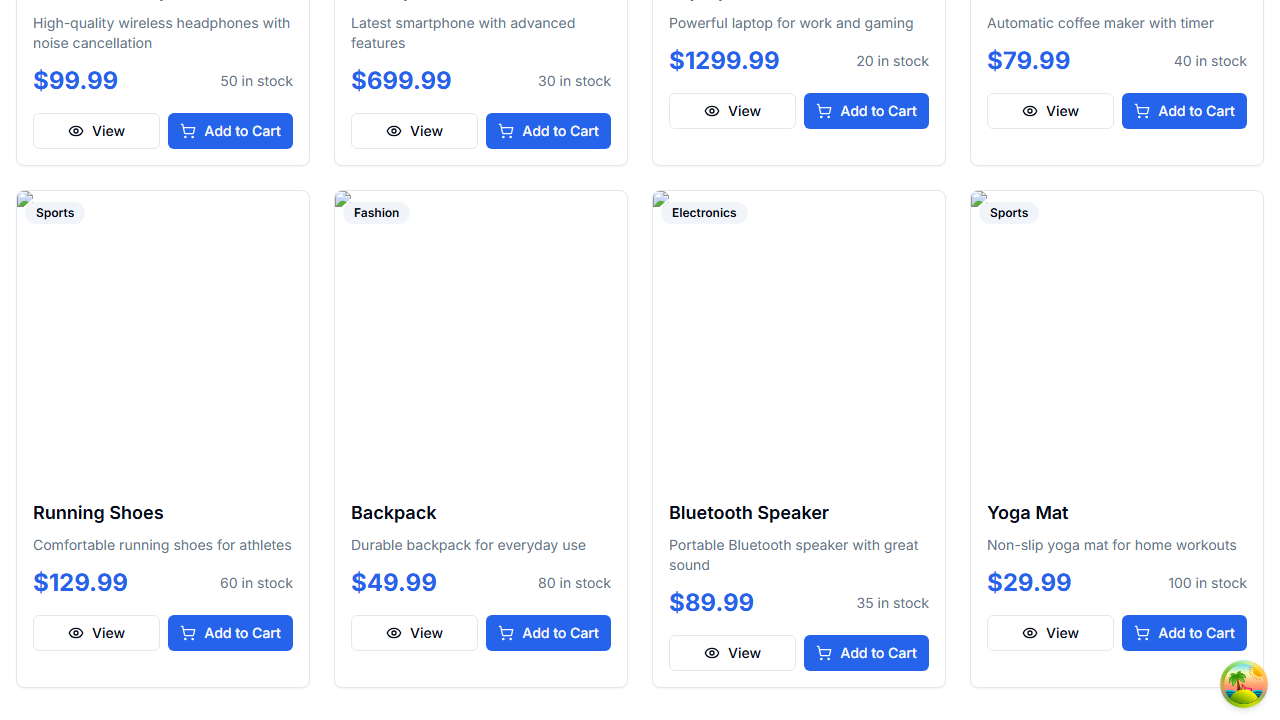 High-quality wireless headphones with
noise cancellation
$99.99
50 in stock
View
Add to Cart
Latest smartphone with advanced
features
$699.99
30 in stock
View
Add to Cart
Powerful laptop for work and gaming
$1299.99
20 in stock
View
Add to Cart
Automatic coffee maker with timer
$79.99
40 in stock
View
Add to Cart
Sports
Running Shoes
Comfortable running shoes for athletes
$129.99
60 in stock
View
Add to Cart
Fashion
Backpack
Durable backpack for everyday use
$49.99
80 in stock
View
Add to Cart
Electronics
Bluetooth Speaker
Portable Bluetooth speaker with great
sound
$89.99
35 in stock
View
Add to Cart
Sports
Yoga Mat
Non-slip yoga mat for home workouts
$29.99
100 in stock
View
Add to Cart